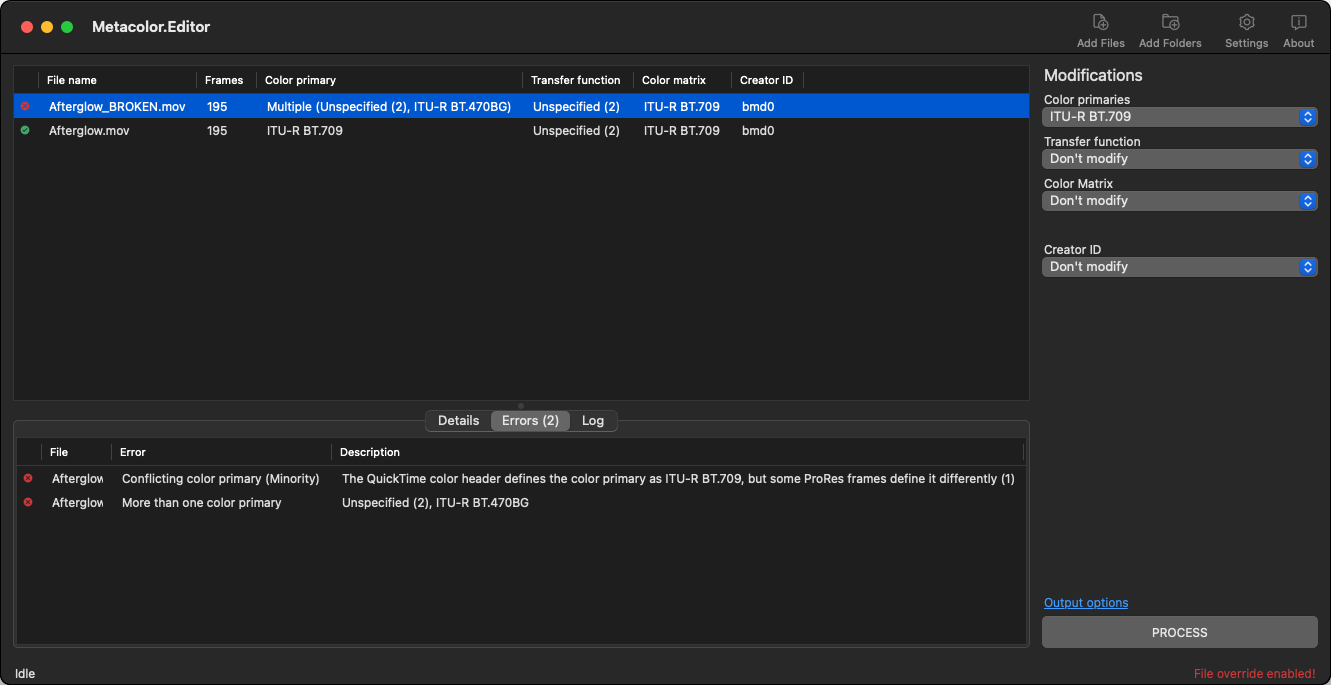 Metacolor.Editor
Add Files Add Folders Settings About
File name Frames Color primary Transfer function Color matrix Creator ID
Afterglow_BROKEN.mov 195 Multiple (Unspecified (2), ITU-R BT.470BG) Unspecified (2) ITU-R BT.709 bmd0
Afterglow.mov 195 ITU-R BT.709 Unspecified (2) ITU-R BT.709 bmd0
Modifications
Color primaries
ITU-R BT.709
Transfer function
Don't modify
Color Matrix
Don't modify
Creator ID
Don't modify
Details Errors (2) Log
File Error Description
Afterglow Conflicting color primary (Minority) The QuickTime color header defines the color primary as ITU-R BT.709, but some ProRes frames define it differently (1)
Afterglow More than one color primary Unspecified (2), ITU-R BT.470BG
Output options
PROCESS
Idle
File override enabled!